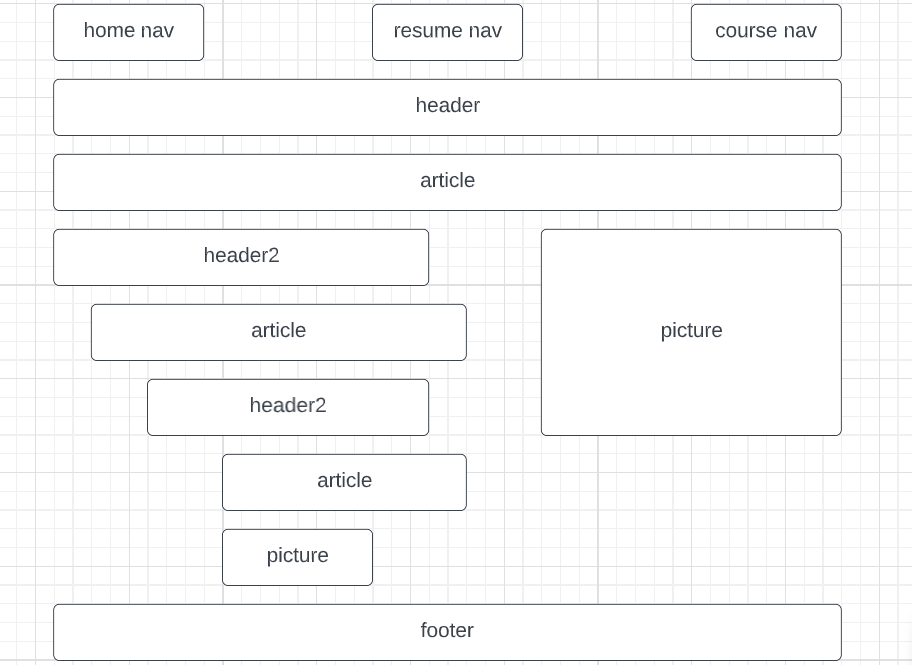 home nav
resume nav
course nav
header
article
header2
article
picture
header2
article
picture
footer